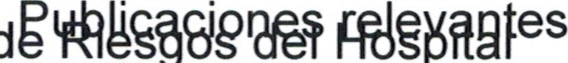 Publicaciones relevantes
de Riesgos del Hospital